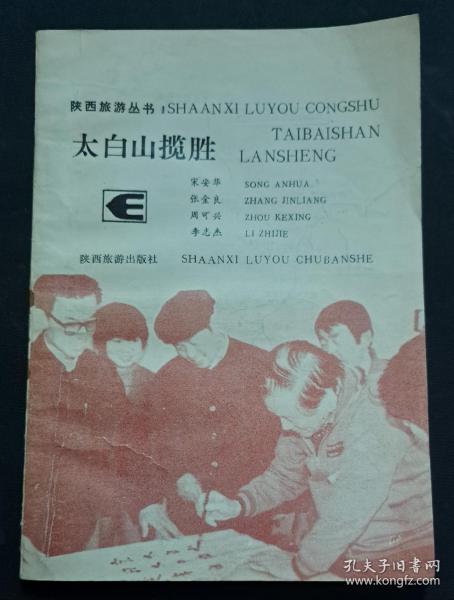 陕西旅游丛书 SHAANXI LUYOU CONGSHU
太白山揽胜 TAIBAISHAN LANSHENG
宋安华 SONG ANHUA
张金良 ZHANG JINLIANG
周可兴 ZHOU KEXING
李志杰 LI ZHIJIE
陕西旅游出版社 SHAANXI LUYOU CHUBANSHE
孔夫子旧书网
www.kongfz.com